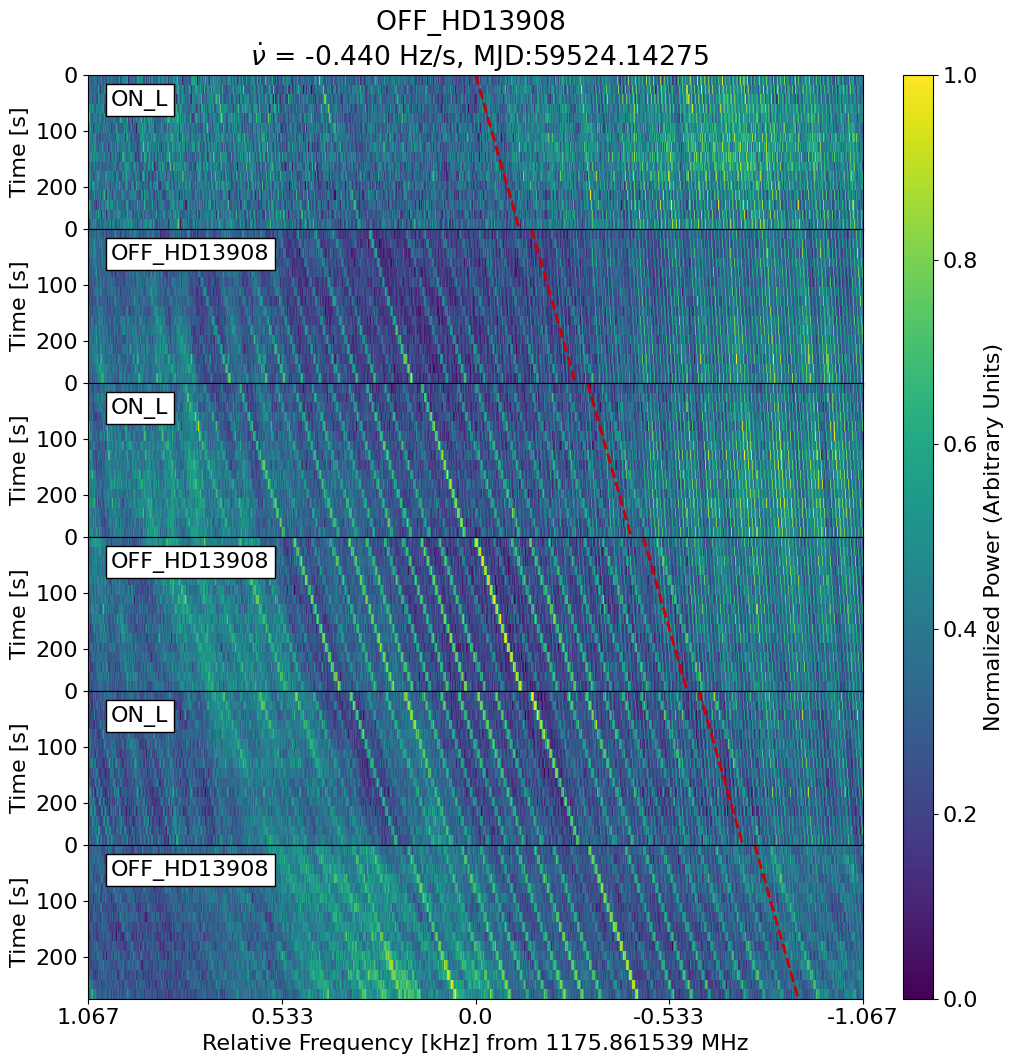 OFF_HD13908
ν̇ = -0.440 Hz/s, MJD:59524.14275
0
ON_L
100
Time [s]
200
0
OFF_HD13908
100
Time [s]
200
0
ON_L
100
Time [s]
200
0
OFF_HD13908
100
Time [s]
200
0
ON_L
100
Time [s]
200
0
OFF_HD13908
100
Time [s]
200
1.067 0.533 0.0 -0.533 -1.067
Relative Frequency [kHz] from 1175.861539 MHz
1.0
0.8
0.6
0.4
0.2
0.0
Normalized Power (Arbitrary Units)